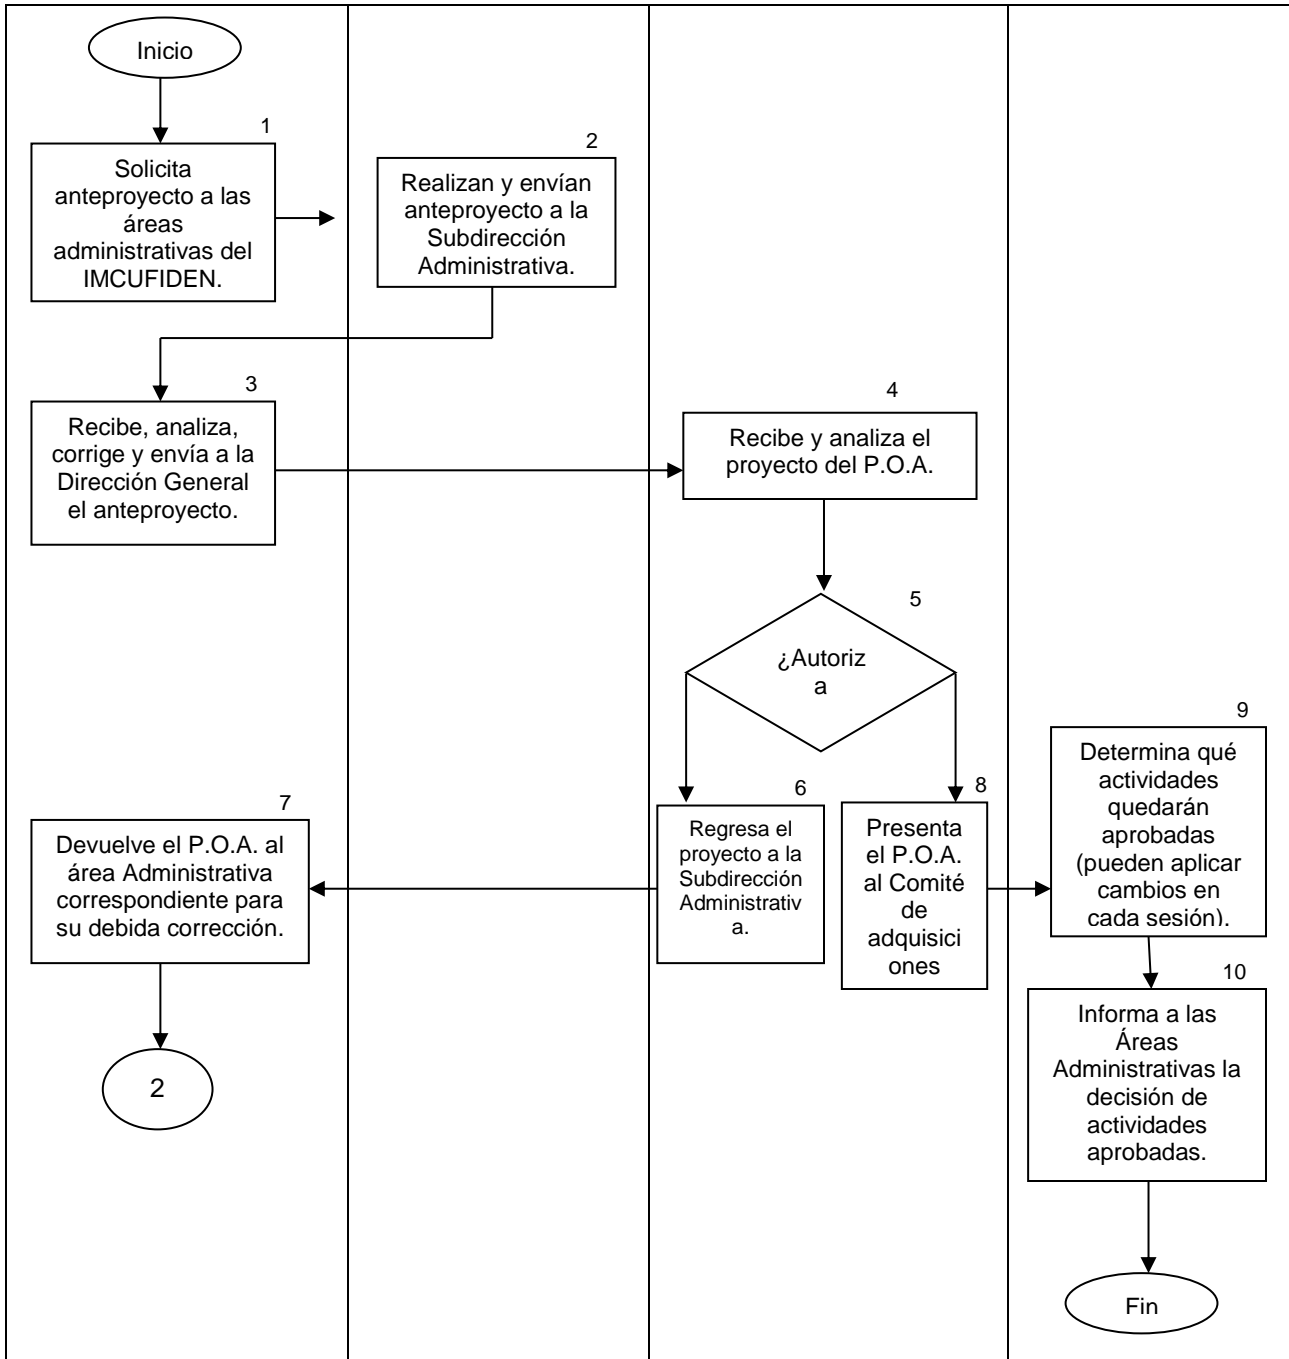 Inicio
1
Solicita
anteproyecto a las
áreas
administrativas del
IMCUFIDEN.
2
Realizan y envían
anteproyecto a la
Subdirección
Administrativa.
3
Recibe, analiza,
corrige y envía a la
Dirección General
el anteproyecto.
4
Recibe y analiza el
proyecto del P.O.A.
5
¿Autoriz
a
6
Regresa el
proyecto a la
Subdirección
Administrativ
a.
7
Devuelve el P.O.A. al
área Administrativa
correspondiente para
su debida corrección.
2
8
Presenta
el P.O.A.
al Comité
de
adquisici
ones
9
Determina qué
actividades
quedarán
aprobadas
(pueden aplicar
cambios en
cada sesión).
10
Informa a las
Áreas
Administrativas la
decisión de
actividades
aprobadas.
Fin